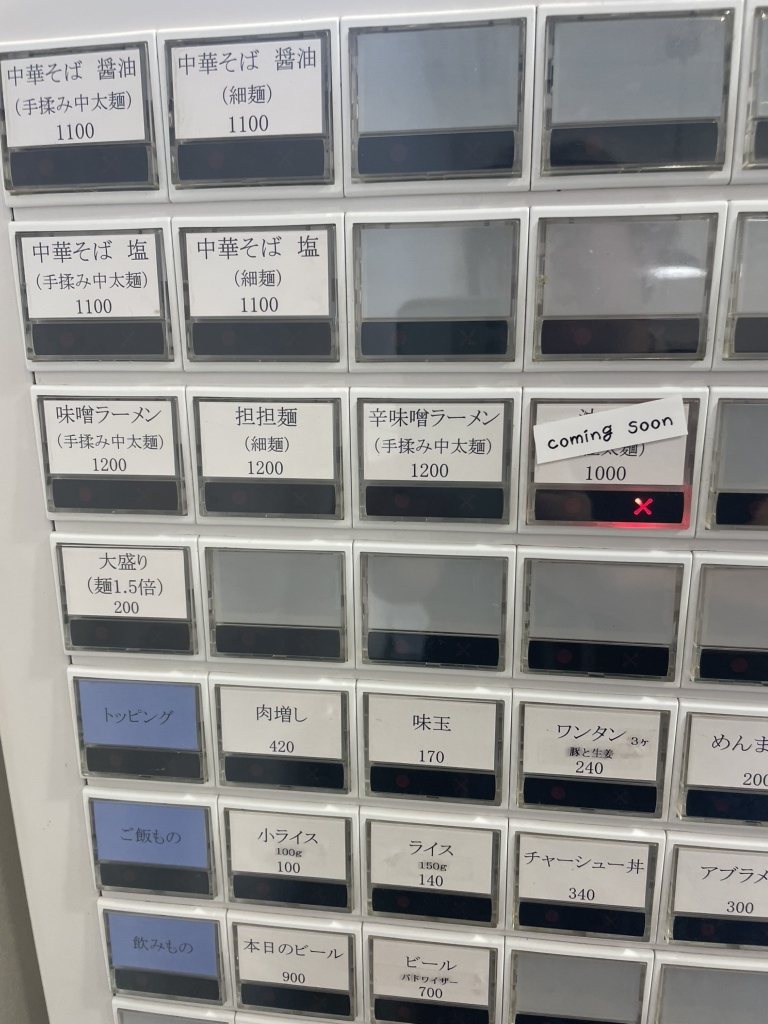 中華そば 醤油
(手揉み中太麺)
1100
中華そば 醤油
(細麺)
1100
中華そば 塩
(手揉み中太麺)
1100
中華そば 塩
(細麺)
1100
味噌ラーメン
(手揉み中太麺)
1200
担担麺
(細麺)
1200
辛味噌ラーメン
(手揉み中太麺)
1200
coming soon
太麺)
1000
大盛り
(麺1.5倍)
200
トッピング
肉増し
420
味玉
170
ワンタン 3ヶ
豚と生姜
240
めんま
200
ご飯もの
小ライス
100g
100
ライス
150g
140
チャーシュー丼
340
アブラメ
300
飲みもの
本日のビール
900
ビール
バドワイザー
700